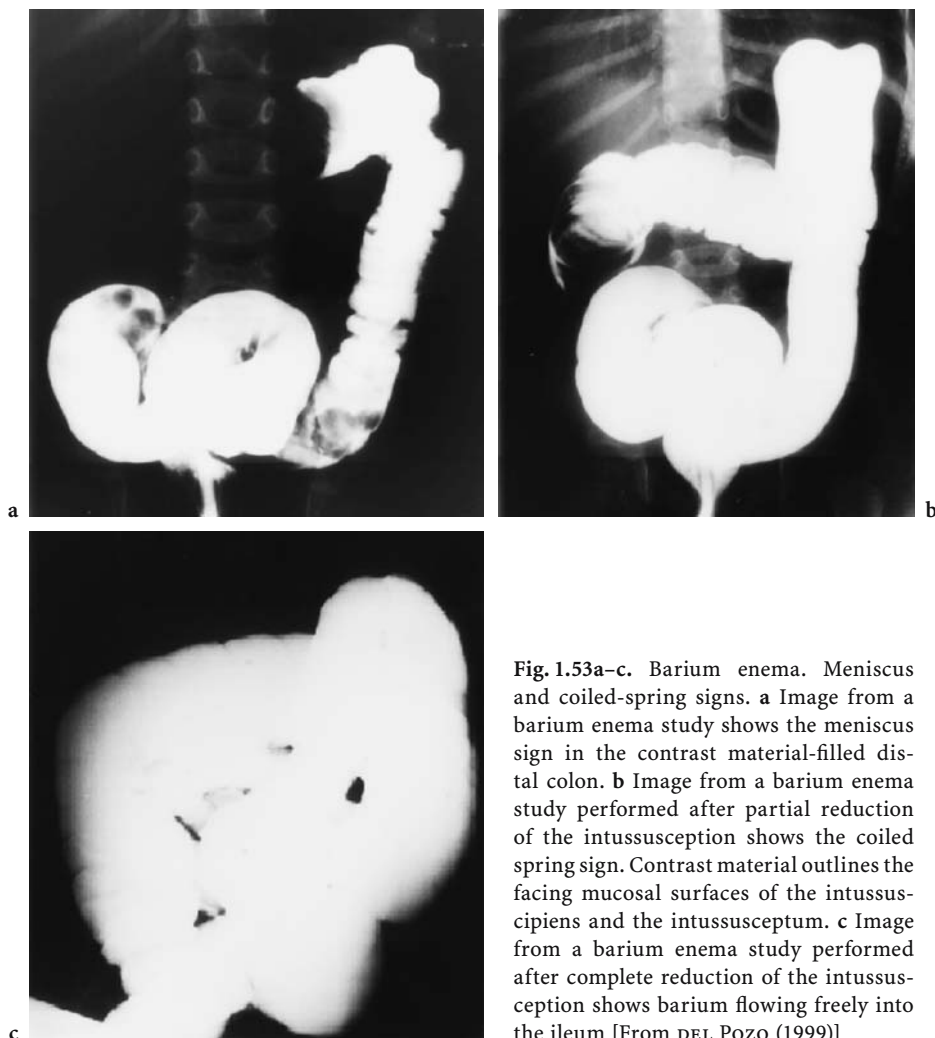 a
b
c
Fig. 1.53a–c. Barium enema. Meniscus
and coiled-spring signs. a Image from a
barium enema study shows the meniscus
sign in the contrast material-filled dis-
tal colon. b Image from a barium enema
study performed after partial reduction
of the intussusception shows the coiled
spring sign. Contrast material outlines the
facing mucosal surfaces of the intussus-
cipiens and the intussusceptum. c Image
from a barium enema study performed
after complete reduction of the intussus-
ception shows barium flowing freely into
the ileum [From DEL POZO (1999)]